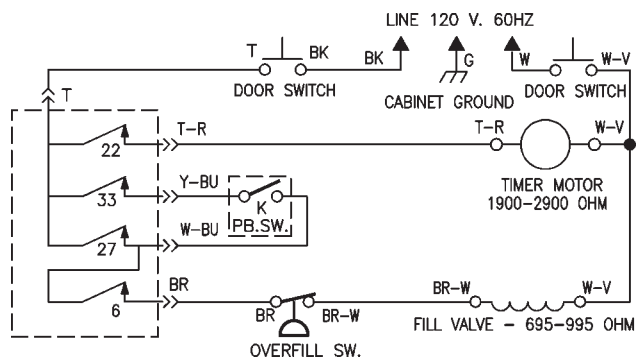 LINE 120 V. 60HZ
T BK BK G W W-V
DOOR SWITCH
CABINET GROUND
DOOR SWITCH
T
T-R T-R W-V
22
TIMER MOTOR
1900-2900 OHM
Y-BU
33
K
PB.SW.
W-BU
27
BR BR-W W-V
6
BR BR-W
FILL VALVE - 695-995 OHM
OVERFILL SW.